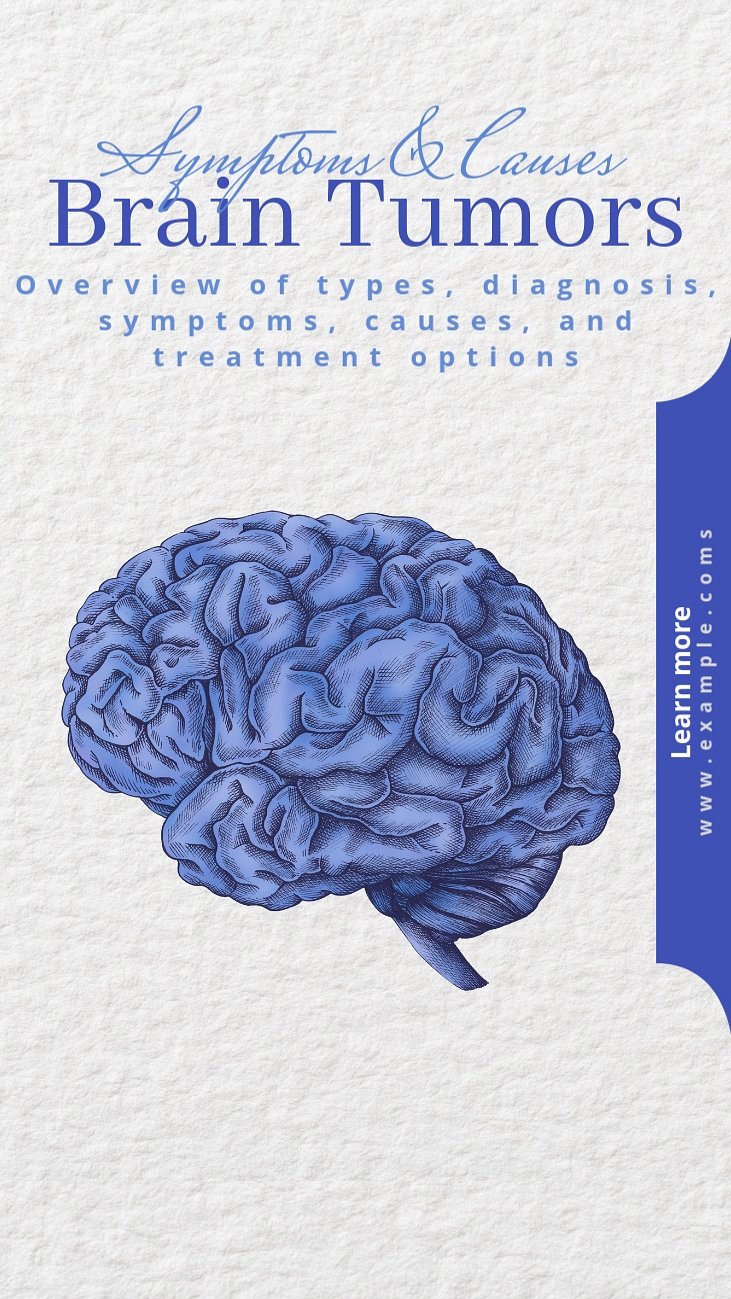 Symptoms & Causes
Brain Tumors
Overview of types, diagnosis,
symptoms, causes, and
treatment options
Learn more
www.example.coms